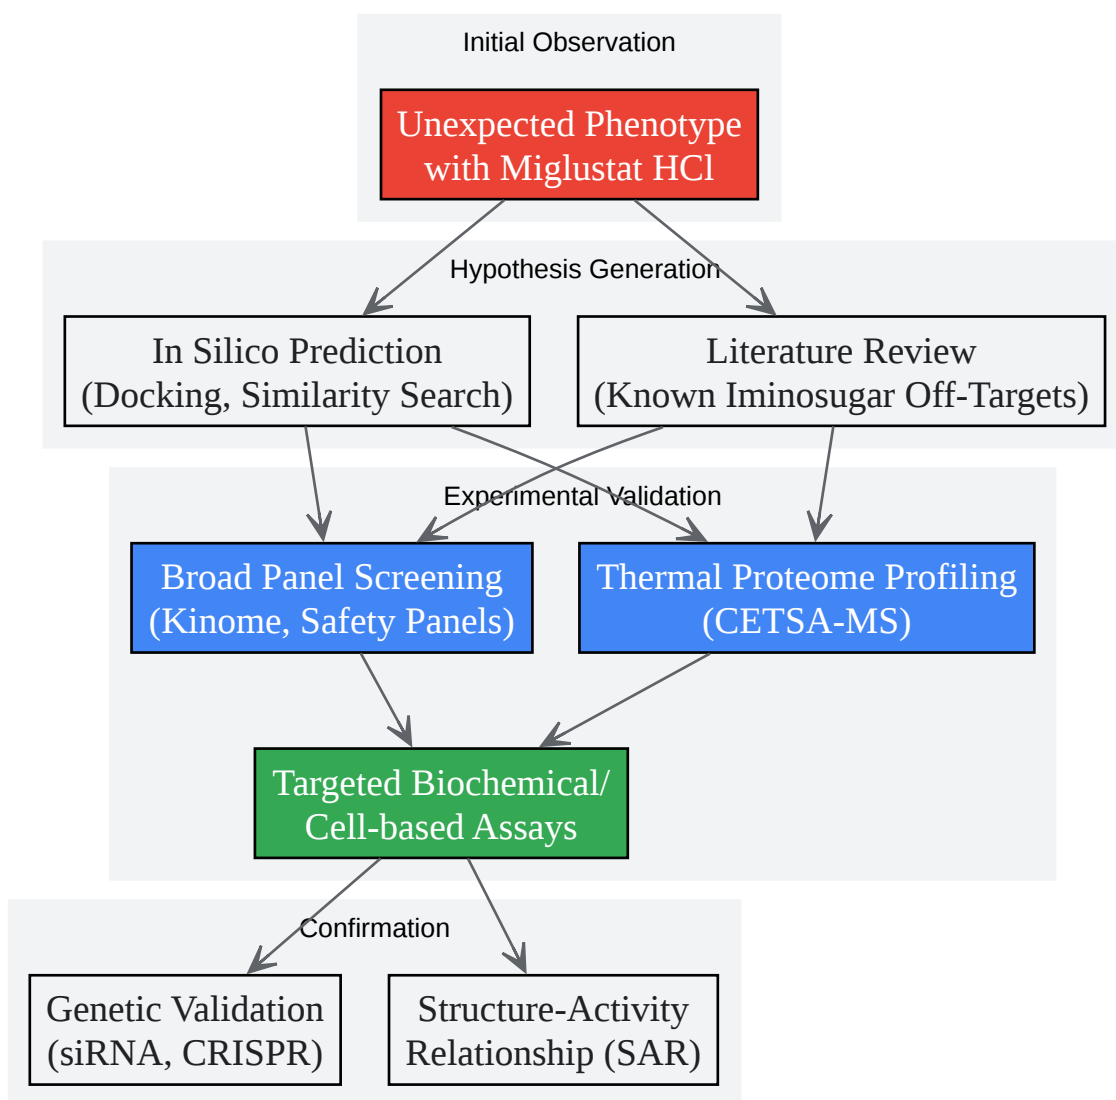 Initial Observation
Unexpected Phenotype
with Miglustat HCl
Hypothesis Generation
In Silico Prediction
(Docking, Similarity Search)
Literature Review
(Known Iminosugar Off-Targets)
Experimental Validation
Broad Panel Screening
(Kinome, Safety Panels)
Thermal Proteome Profiling
(CETSA-MS)
Targeted Biochemical/
Cell-based Assays
Confirmation
Genetic Validation
(siRNA, CRISPR)
Structure-Activity
Relationship (SAR)